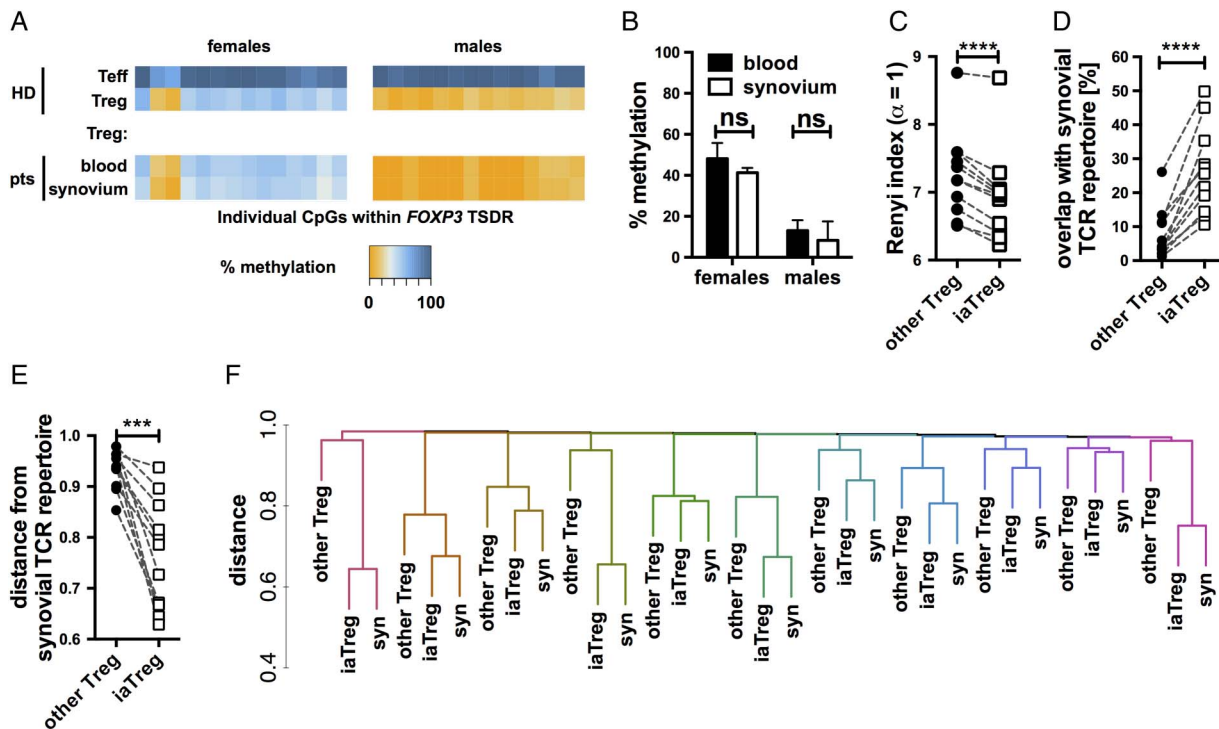 A
females
males
HD
Teff
Treg
Treg:
pts
blood
synovium
Individual CpGs within FOXP3 TSDR
% methylation
0
100
B
% methylation
100
80
60
40
20
0
blood
synovium
ns
ns
females
males
C
Renyi index (α = 1)
9
8
7
6
****
other Treg
iaTreg
D
overlap with synovial
TCR repertoire [%]
60
50
40
30
20
10
0
****
other Treg
iaTreg
E
distance from
synovial TCR repertoire
1.0
0.9
0.8
0.7
0.6
***
other Treg
iaTreg
F
distance
1.0
0.8
0.6
0.4
other Treg
iaTreg
syn
other Treg
iaTreg
syn
other Treg
iaTreg
syn
other Treg
iaTreg
syn
other Treg
iaTreg
syn
other Treg
iaTreg
syn
other Treg
iaTreg
syn
other Treg
iaTreg
syn
other Treg
iaTreg
syn
other Treg
iaTreg
syn
other Treg
iaTreg
syn